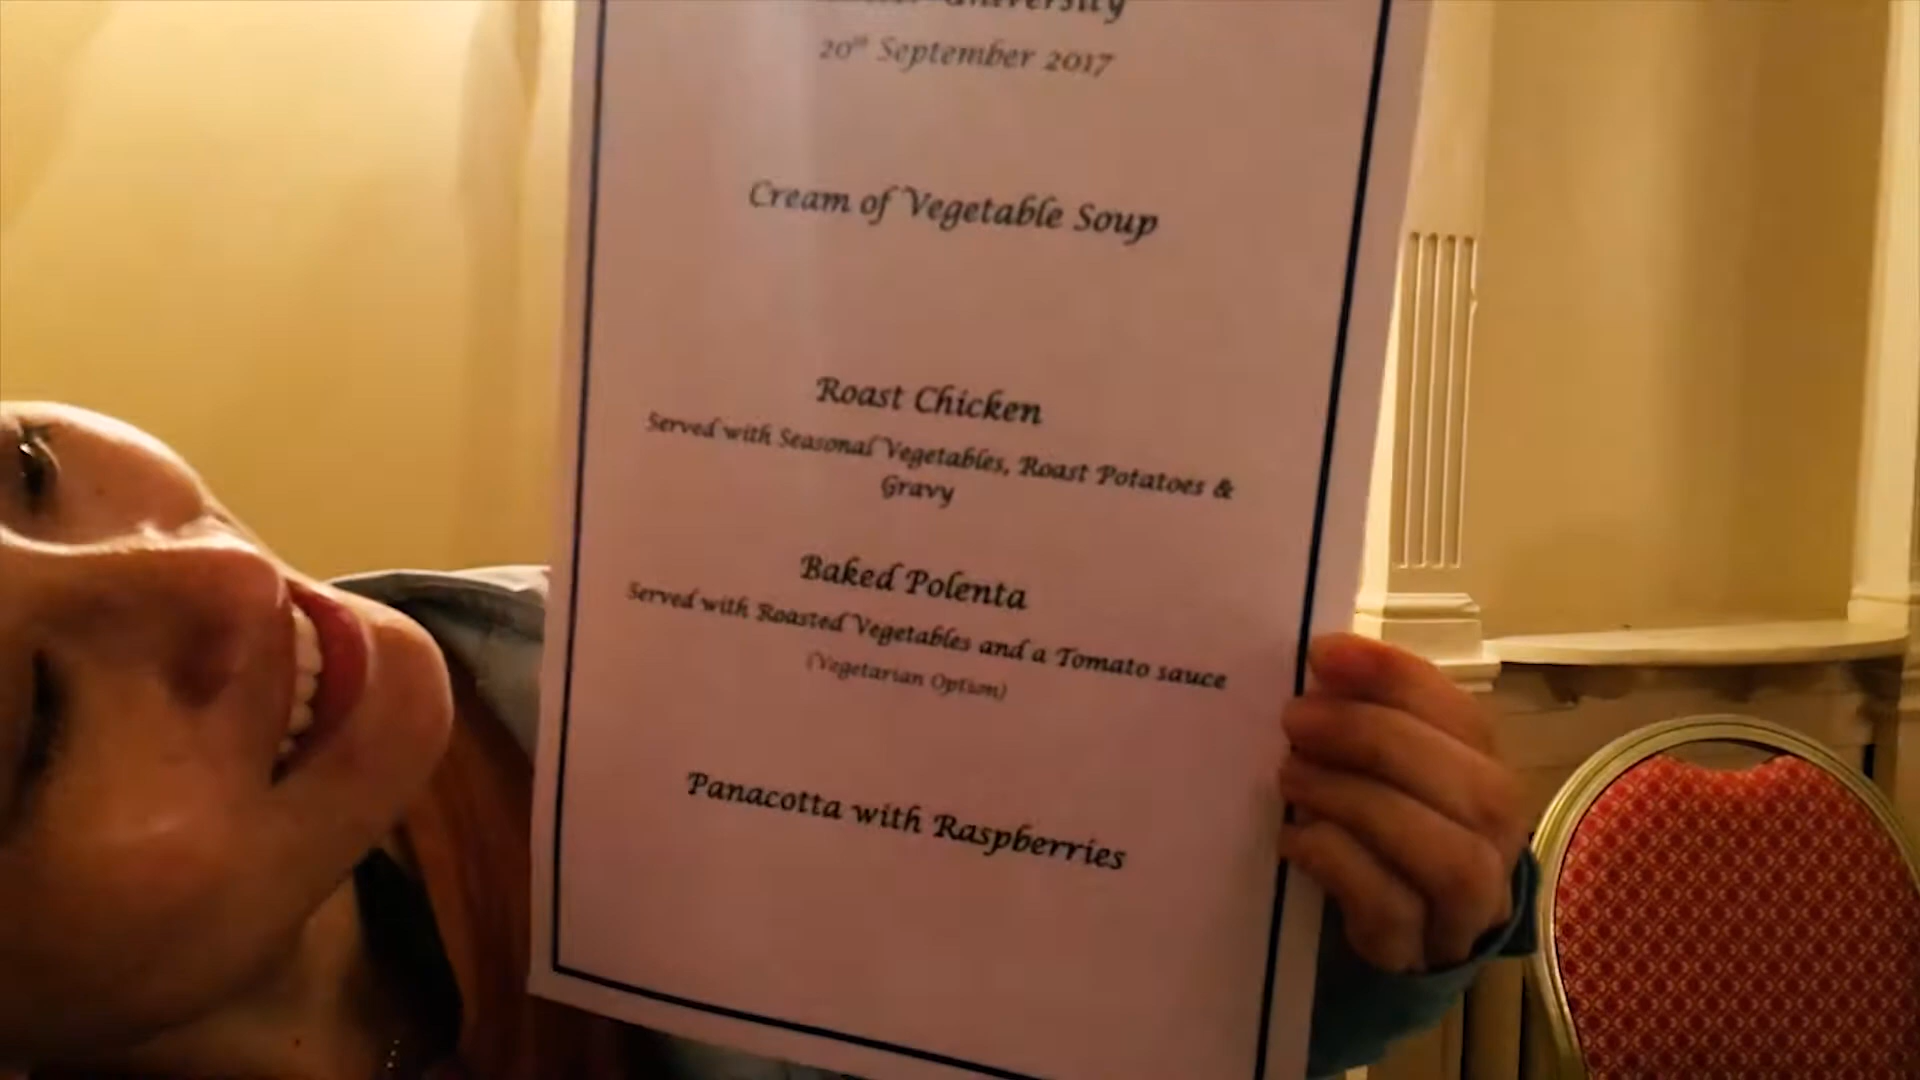 University
20th September 2017
Cream of Vegetable Soup
Roast Chicken
Served with Seasonal Vegetables, Roast Potatoes &
Gravy
Baked Polenta
Served with Roasted Vegetables and a Tomato sauce
(Vegetarian Option)
Panacotta with Raspberries